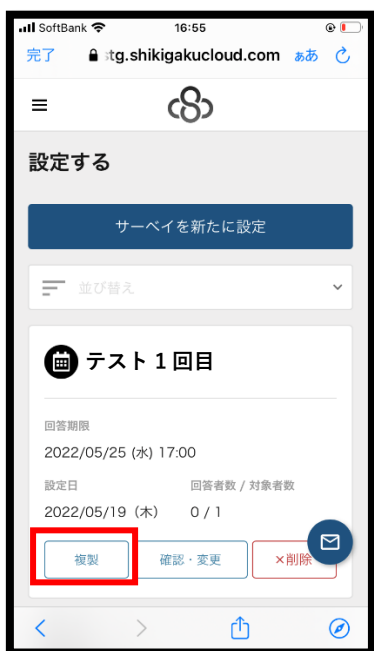 SoftBank 16:55
完了 stg.shikigakucloud.com ぁあ
設定する
サーベイを新たに設定
並び替え
テスト1回目
回答期限
2022/05/25 (水) 17:00
設定日 回答者数 / 対象者数
2022/05/19 (木) 0 / 1
複製 確認・変更 ×削除